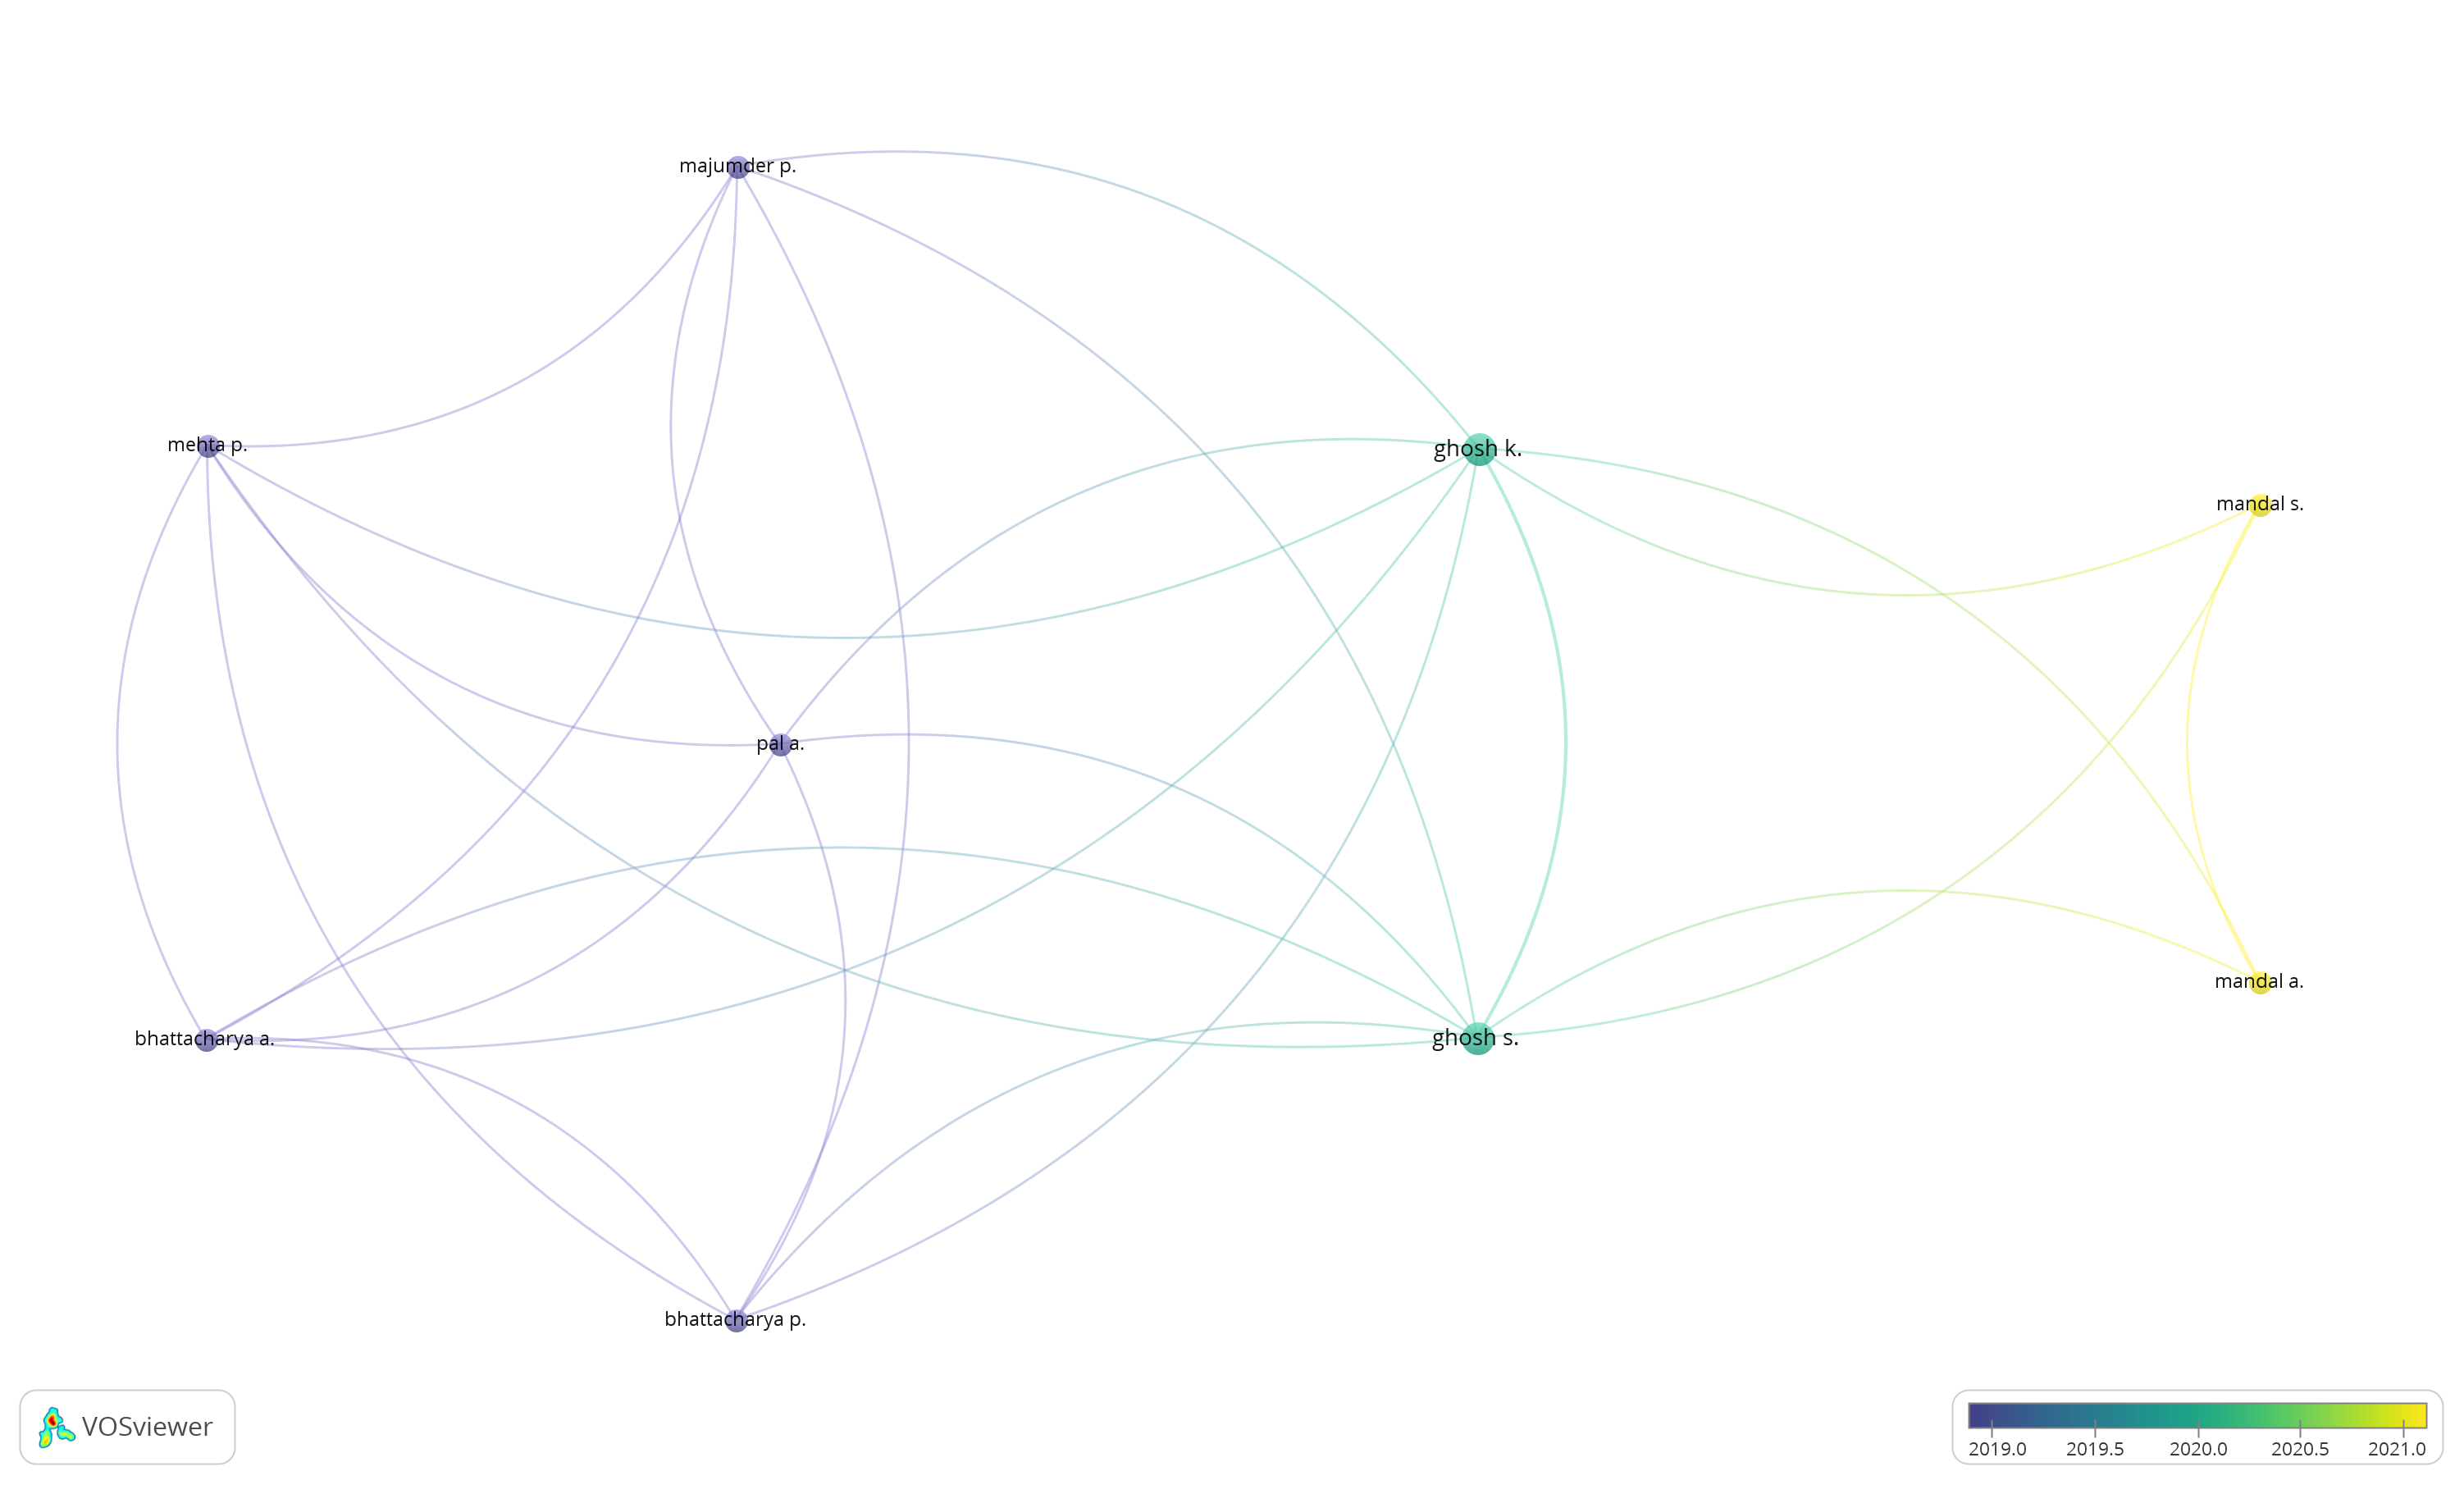 majumder p.
mehta p.
ghosh k.
mandal s.
pal a.
mandal a.
bhattacharya a.
ghosh s.
bhattacharya p.
VOSviewer
2019.0 2019.5 2020.0 2020.5 2021.0